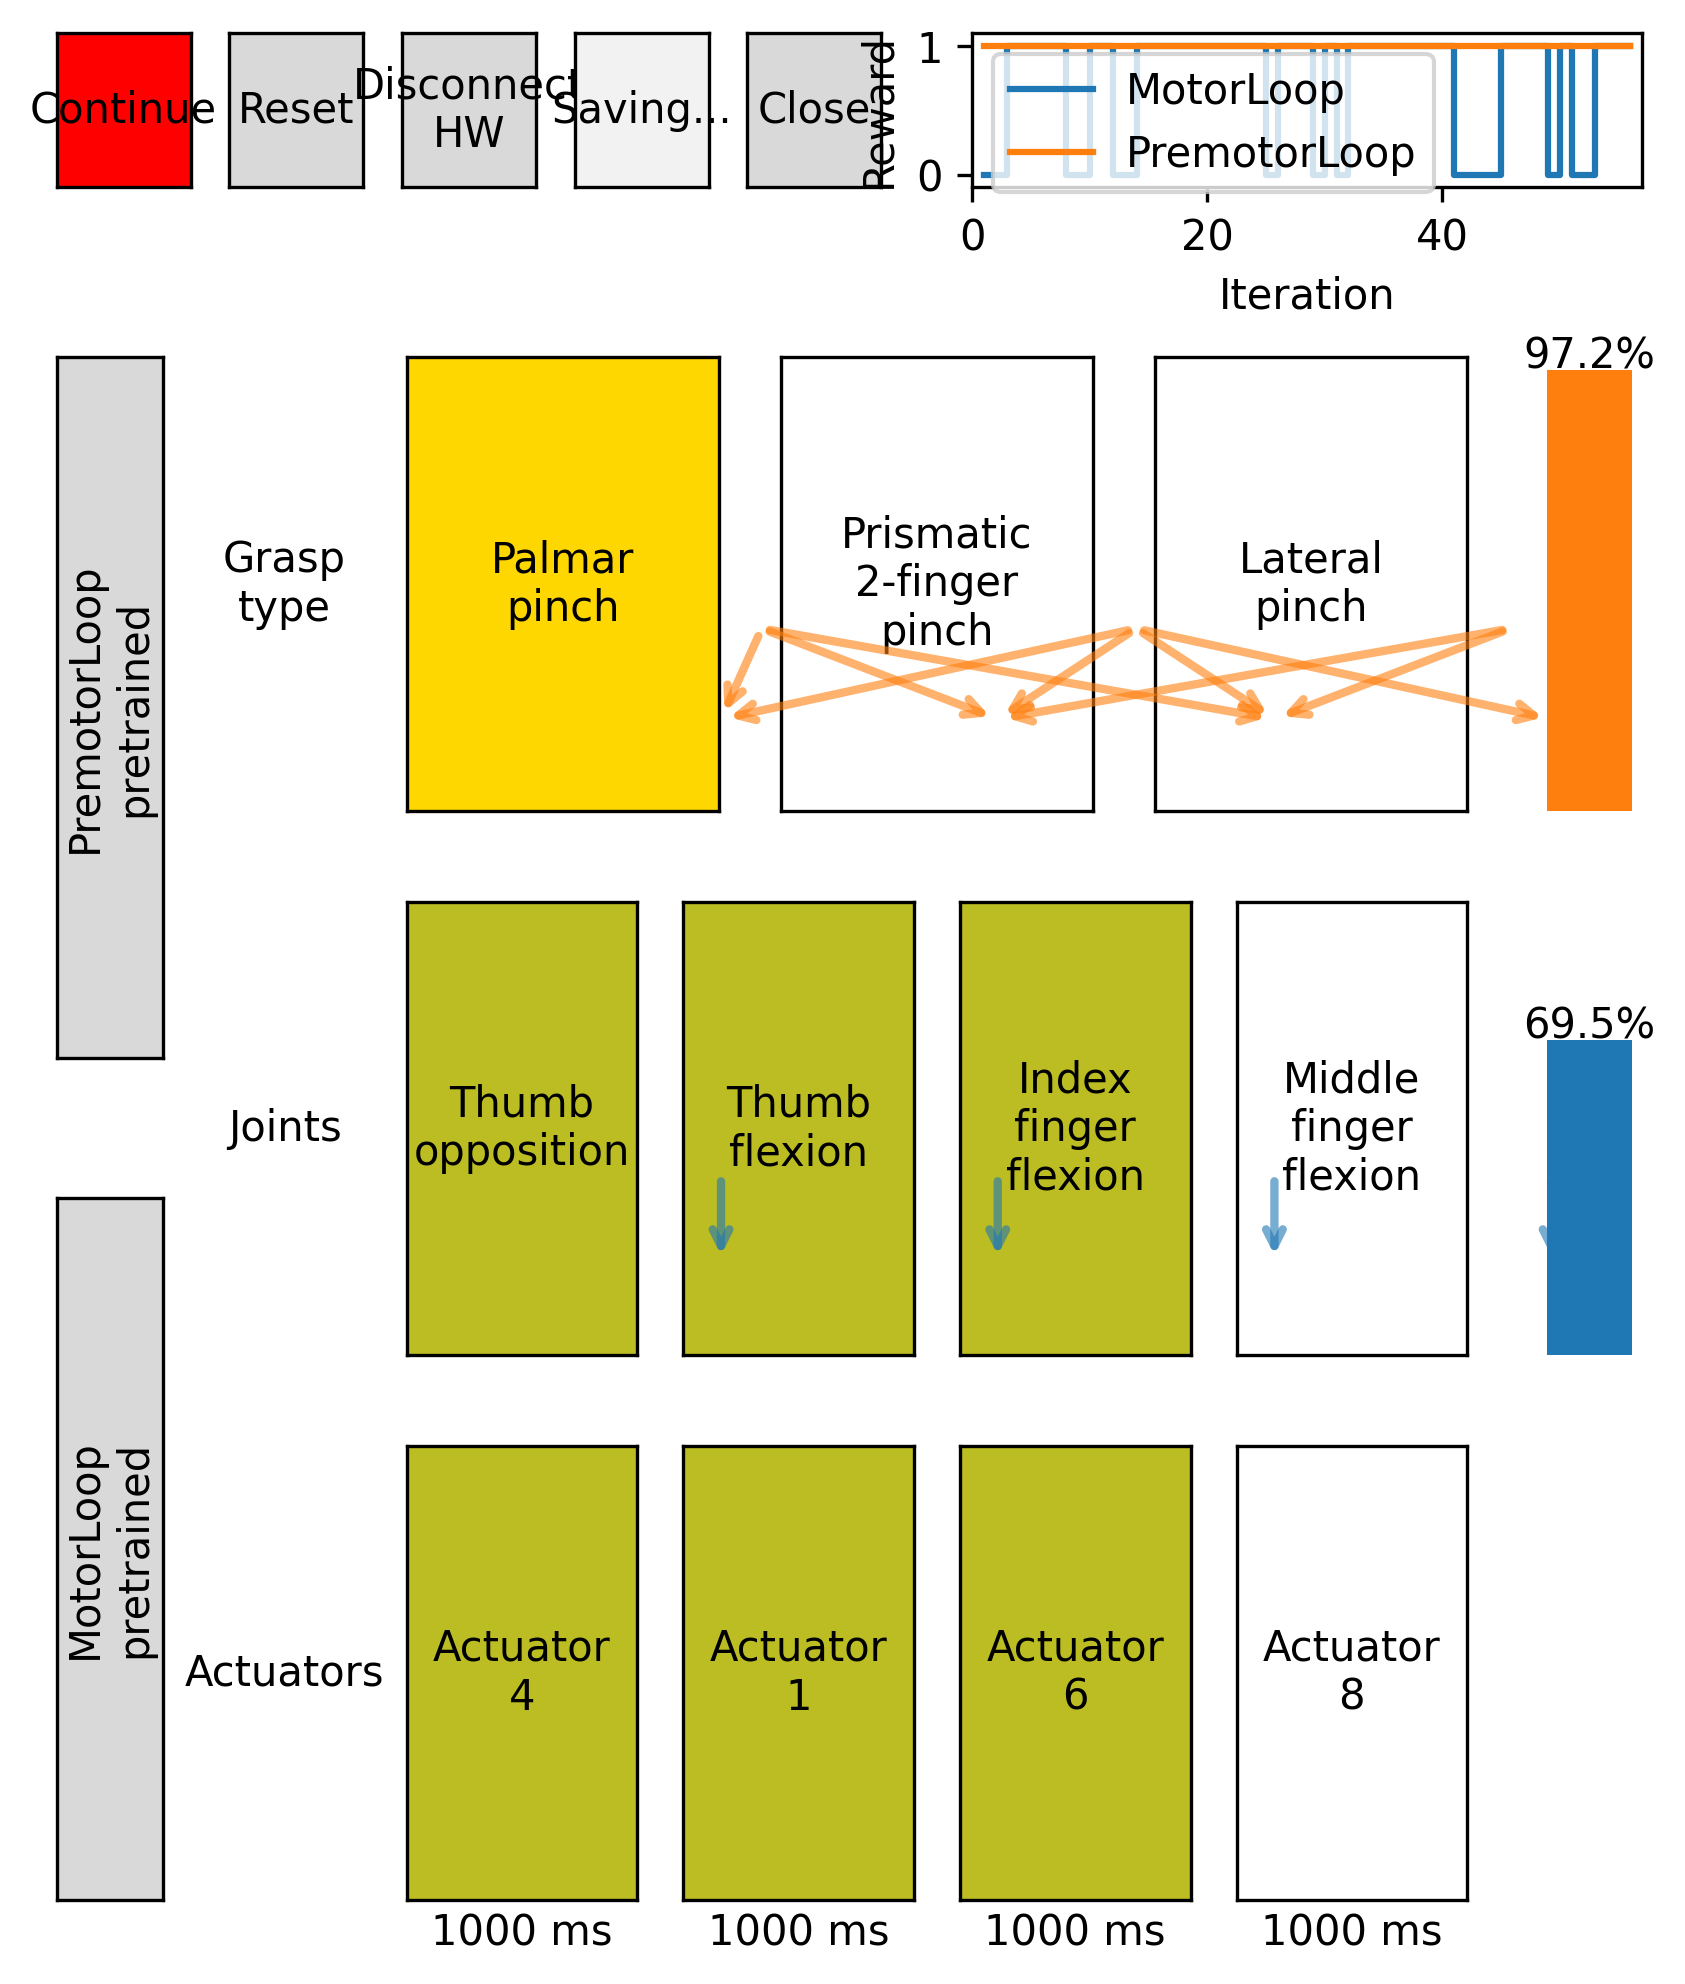 Continue
Reset
Disconnect
HW
Saving...
Close
Reward
1
0
MotorLoop
PremotorLoop
0
20
40
Iteration
97.2%
PremotorLoop
pretrained
Grasp
type
Palmar
pinch
Prismatic
2-finger
pinch
Lateral
pinch
69.5%
Joints
Thumb
opposition
Thumb
flexion
Index
finger
flexion
Middle
finger
flexion
MotorLoop
pretrained
Actuators
Actuator
4
Actuator
1
Actuator
6
Actuator
8
1000 ms
1000 ms
1000 ms
1000 ms